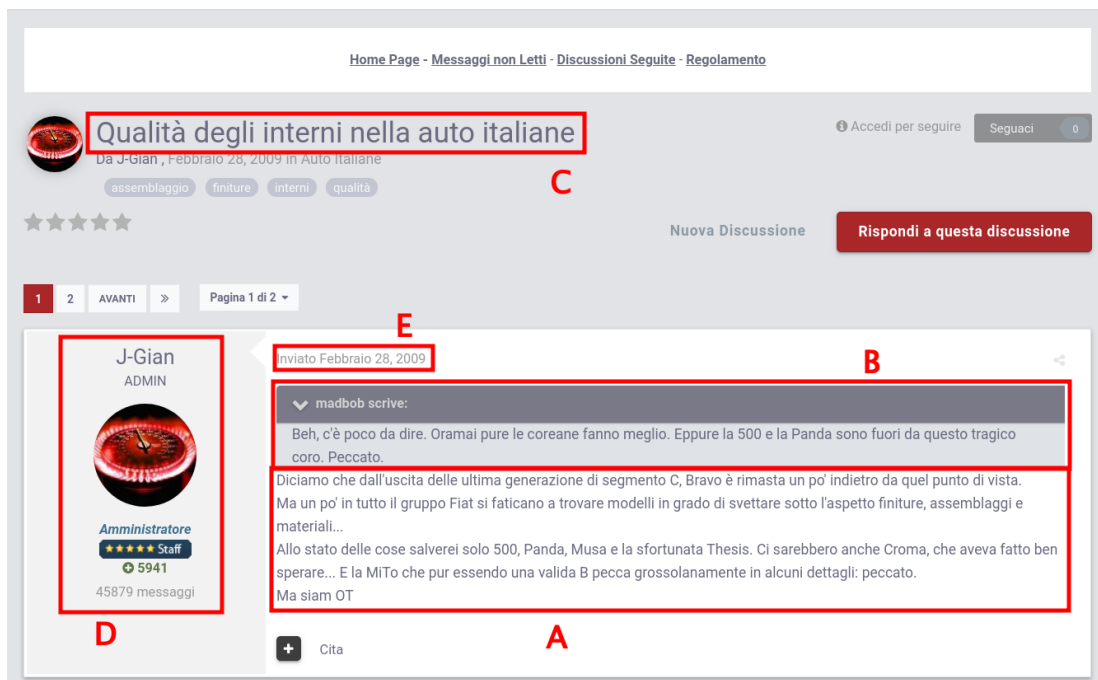 Home Page - Messaggi non Letti - Discussioni Seguite - Regolamento
Qualità degli interni nella auto italiane
Da J-Gian , Febbraio 28, 2009 in Auto Italiane
assemblaggio finiture interni qualità
C
Accedi per seguire
Seguaci 0
Nuova Discussione
Rispondi a questa discussione
1 2 AVANTI » Pagina 1 di 2
E
J-Gian
ADMIN
Amministratore
Staff
5941
45879 messaggi
D
Inviato Febbraio 28, 2009
B
madbob scrive:
Beh, c'è poco da dire. Oramai pure le coreane fanno meglio. Eppure la 500 e la Panda sono fuori da questo tragico
coro. Peccato.
Diciamo che dall'uscita delle ultima generazione di segmento C, Bravo è rimasta un po' indietro da quel punto di vista.
Ma un po' in tutto il gruppo Fiat si faticano a trovare modelli in grado di svettare sotto l'aspetto finiture, assemblaggi e
materiali...
Allo stato delle cose salverei solo 500, Panda, Musa e la sfortunata Thesis. Ci sarebbero anche Croma, che aveva fatto ben
sperare... E la MiTo che pur essendo una valida B pecca grossolanamente in alcuni dettagli: peccato.
Ma siam OT
A
+ Cita